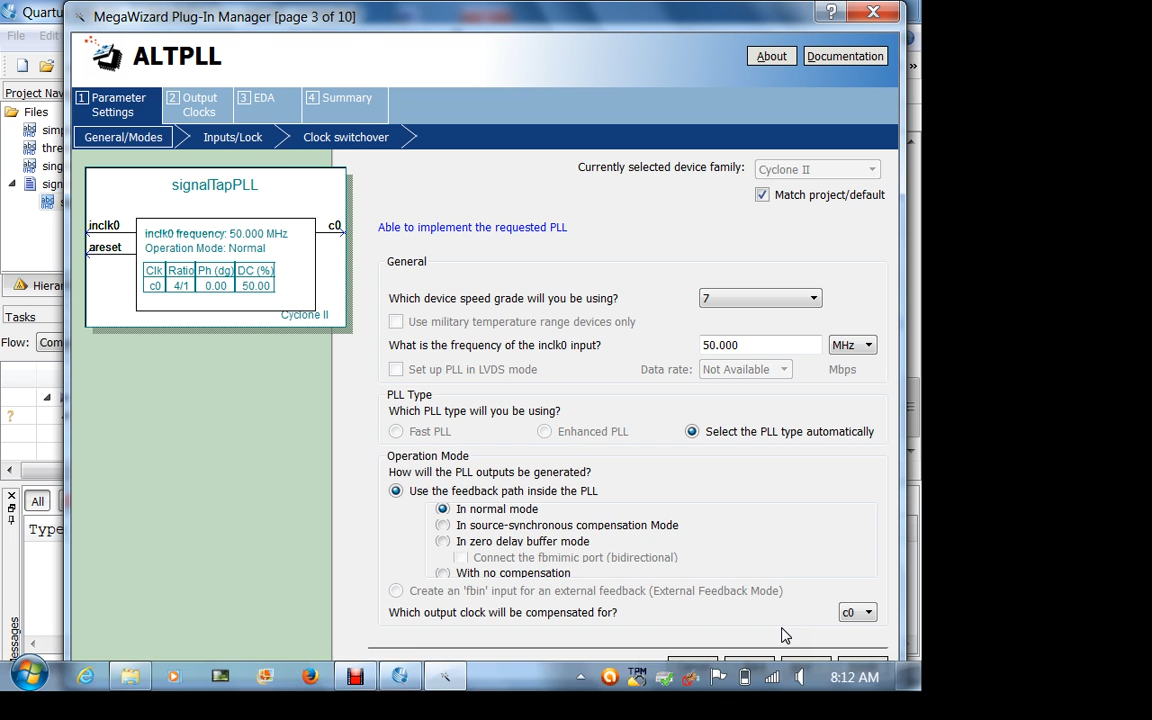 Quartu
MegaWizard Plug-In Manager [page 3 of 10]
?
File Edit
ALTPLL
About
Documentation
»
Project Nav
1 Parameter Settings
2 Output Clocks
3 EDA
4 Summary
Files
General/Modes
Inputs/Lock
Clock switchover
sim
thre
sing
sign
s
Currently selected device family:
Cyclone II
Match project/default
signalTapPLL
inclk0
c0
areset
inclk0 frequency: 50.000 MHz
Operation Mode: Normal
Clk Ratio Ph (dg) DC (%)
c0 4/1 0.00 50.00
Cyclone II
Able to implement the requested PLL
General
Which device speed grade will you be using?
7
Use military temperature range devices only
What is the frequency of the inclk0 input?
50.000
MHz
Set up PLL in LVDS mode
Data rate:
Not Available
Mbps
Hierar
Tasks
Flow: Com
?
PLL Type
Which PLL type will you be using?
Fast PLL
Enhanced PLL
Select the PLL type automatically
Operation Mode
How will the PLL outputs be generated?
Use the feedback path inside the PLL
In normal mode
In source-synchronous compensation Mode
In zero delay buffer mode
Connect the fbmimic port (bidirectional)
With no compensation
Create an 'fbin' input for an external feedback (External Feedback Mode)
Which output clock will be compensated for?
c0
All
Type
Messages
8:12 AM